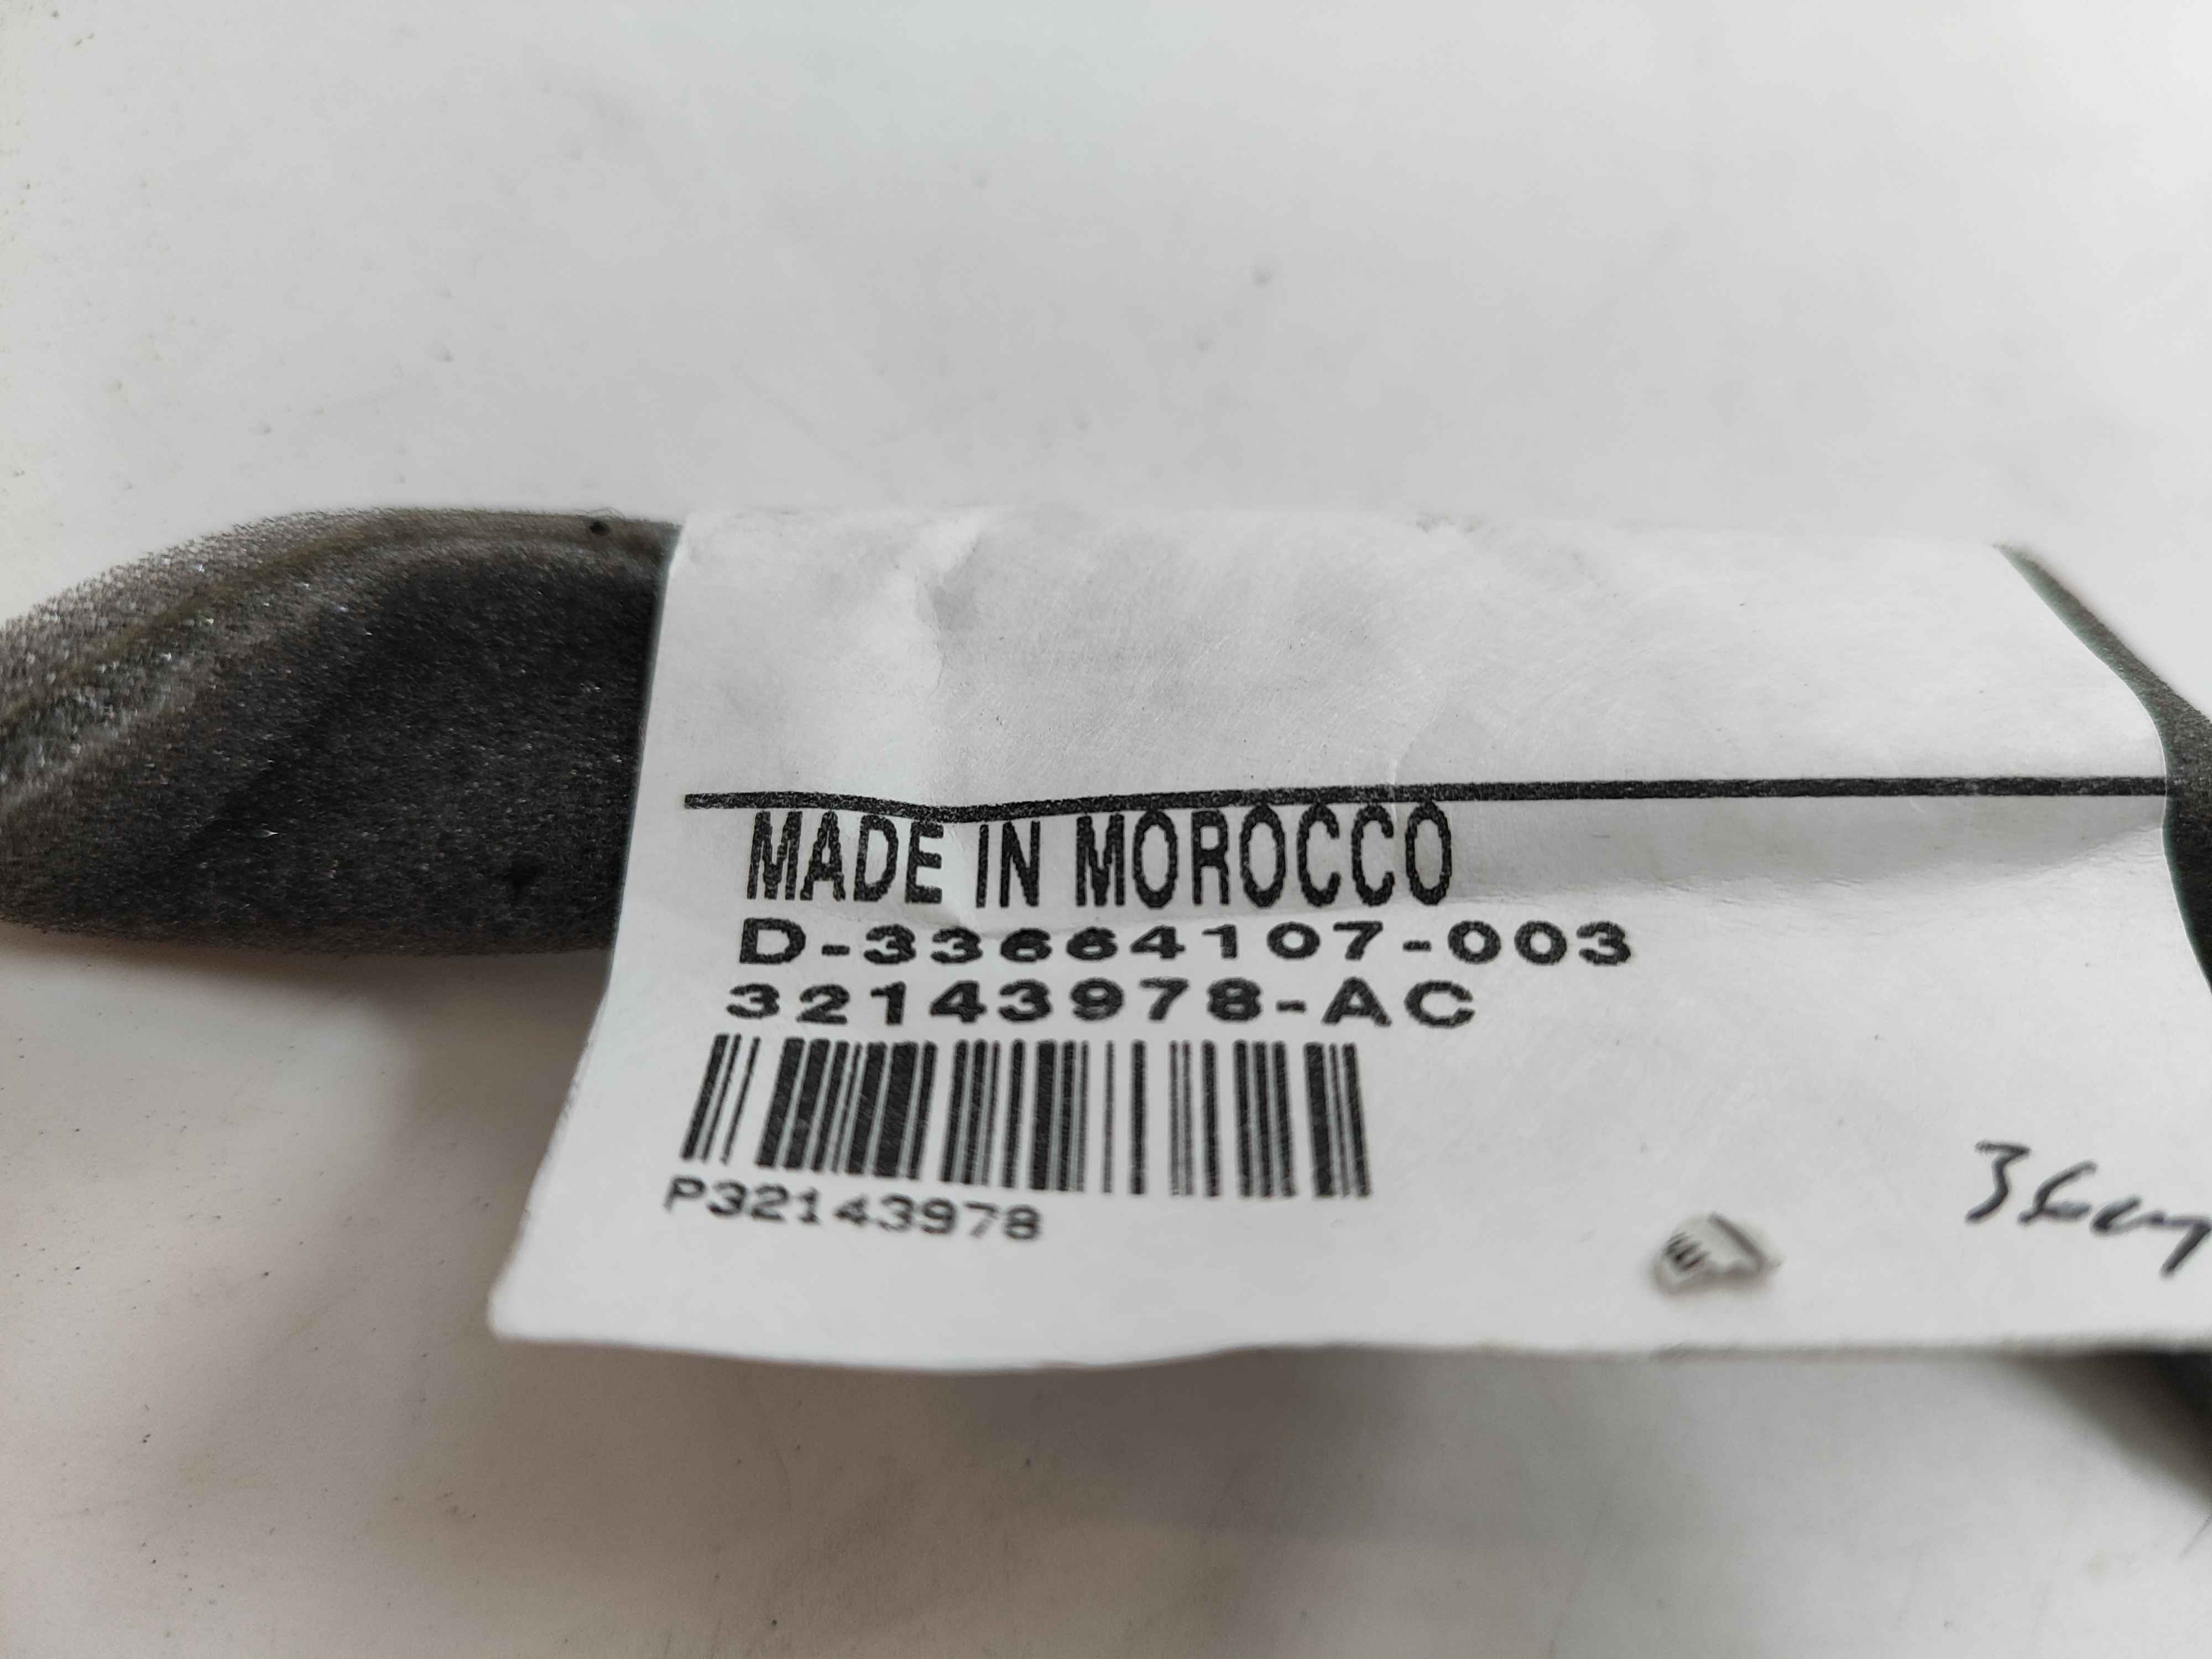 MADE IN MOROCCO
D-33664107-003
32143978-AC
P32143978